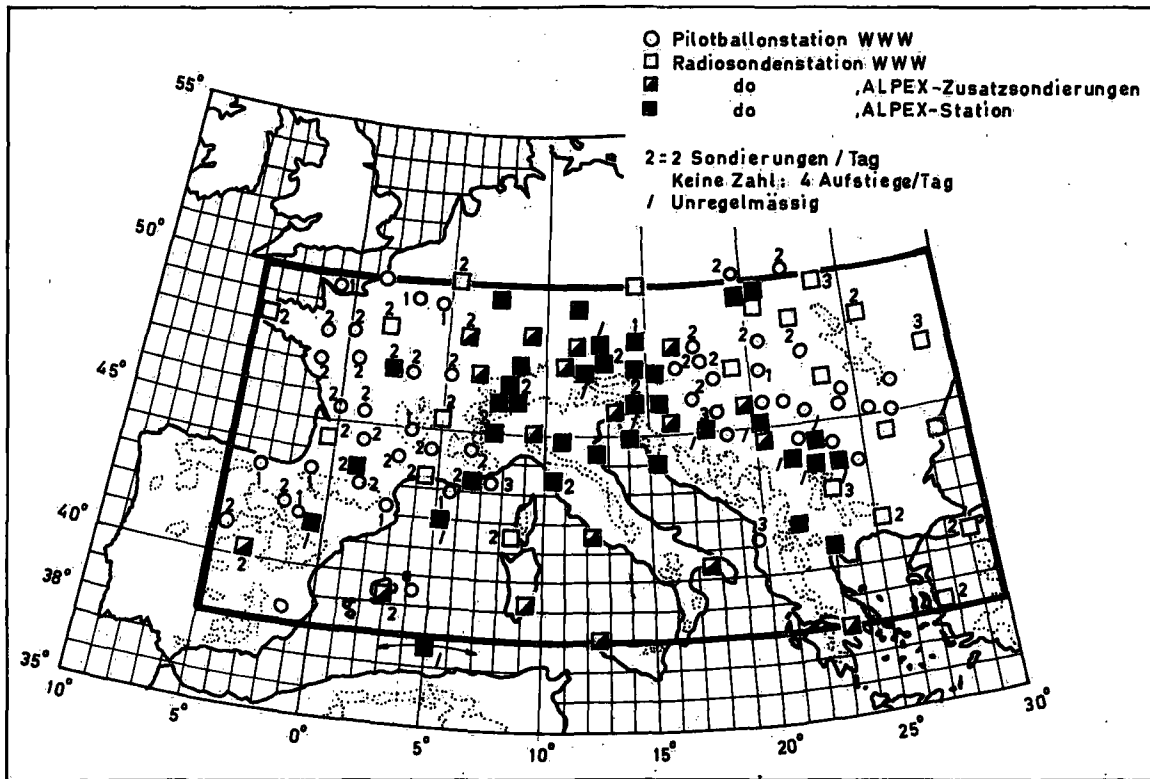 Pilotballonstation WWW
Radiosondenstation WWW
do ,ALPEX-Zusatzsondierungen
do ,ALPEX-Station
2=2 Sondierungen / Tag
Keine Zahl: 4 Aufstiege/Tag
/ Unregelmässig
55°
50°
45°
40°
38°
35°
10°
5°
0°
5°
10°
15°
20°
25°
30°